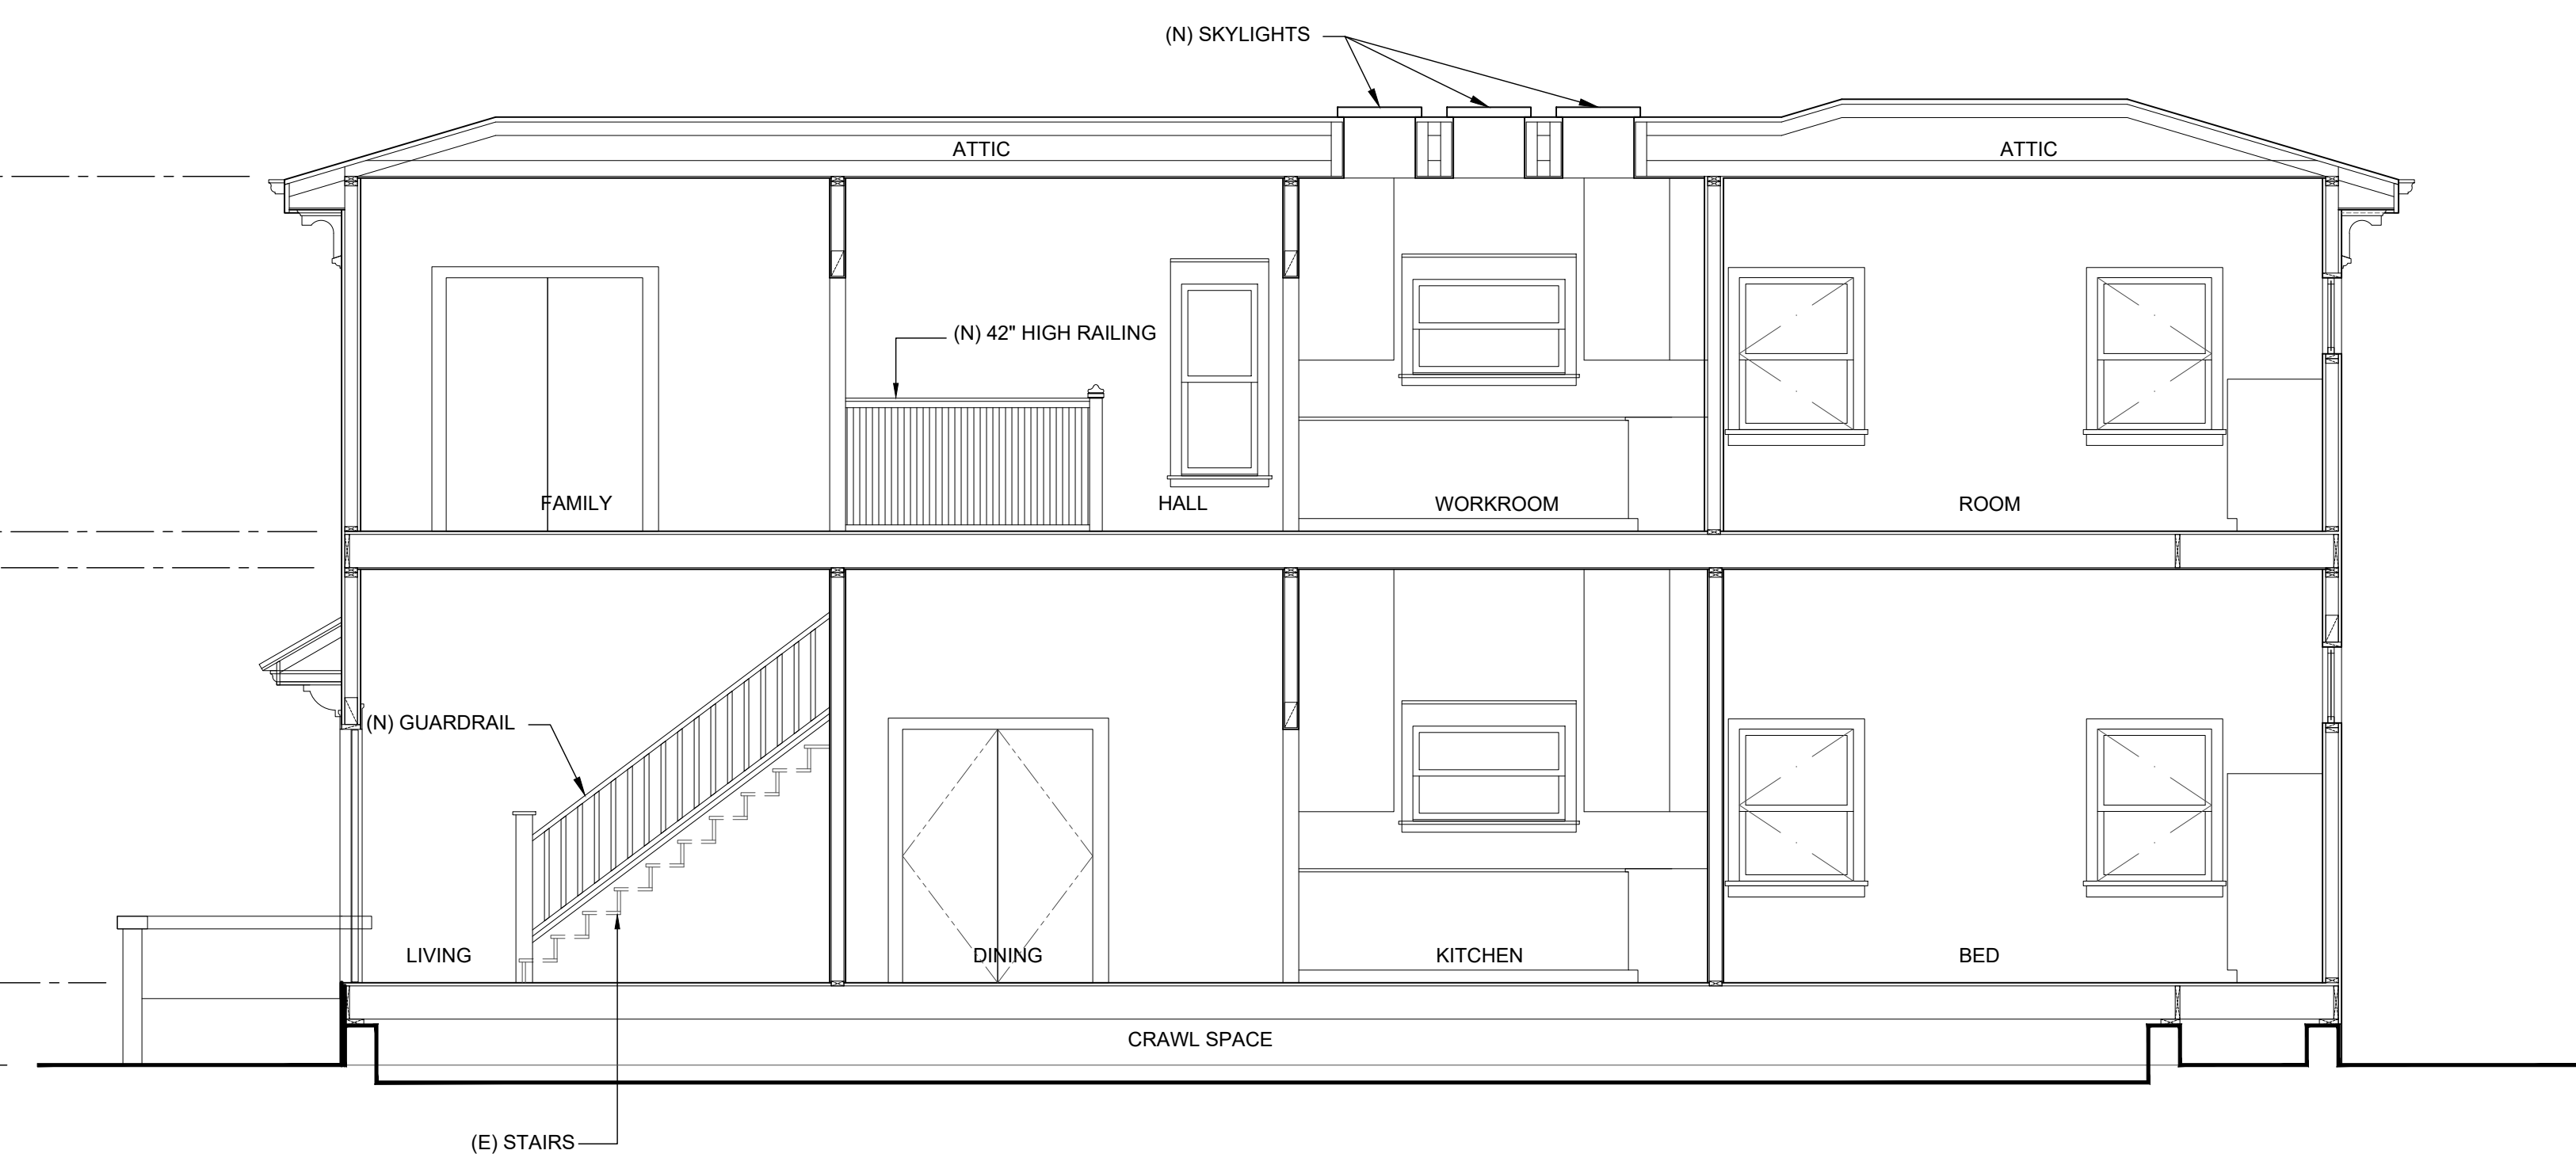 (N) SKYLIGHTS
ATTIC
ATTIC
(N) 42" HIGH RAILING
FAMILY
HALL
WORKROOM
ROOM
(N) GUARDRAIL
LIVING
DINING
KITCHEN
BED
CRAWL SPACE
(E) STAIRS